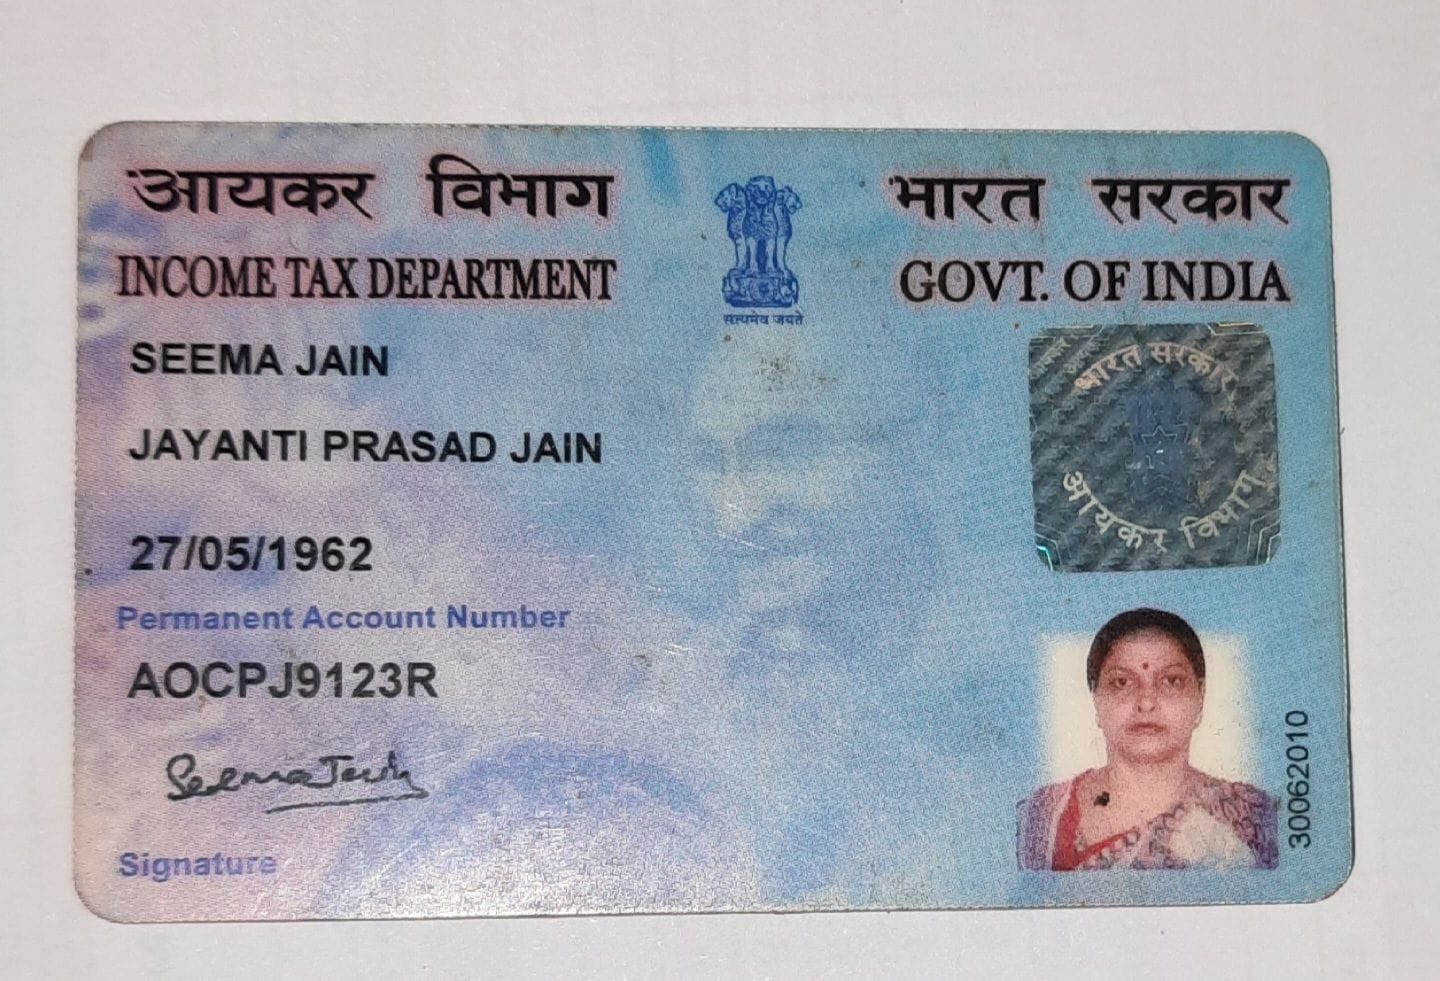 आयकर विभाग
INCOME TAX DEPARTMENT
सत्यमेव जयते
भारत सरकार
GOVT. OF INDIA
SEEMA JAIN
JAYANTI PRASAD JAIN
27/05/1962
Permanent Account Number
AOCPJ9123R
Seema Jain
Signature
भारत सरकार
आयकर विभाग
30062010